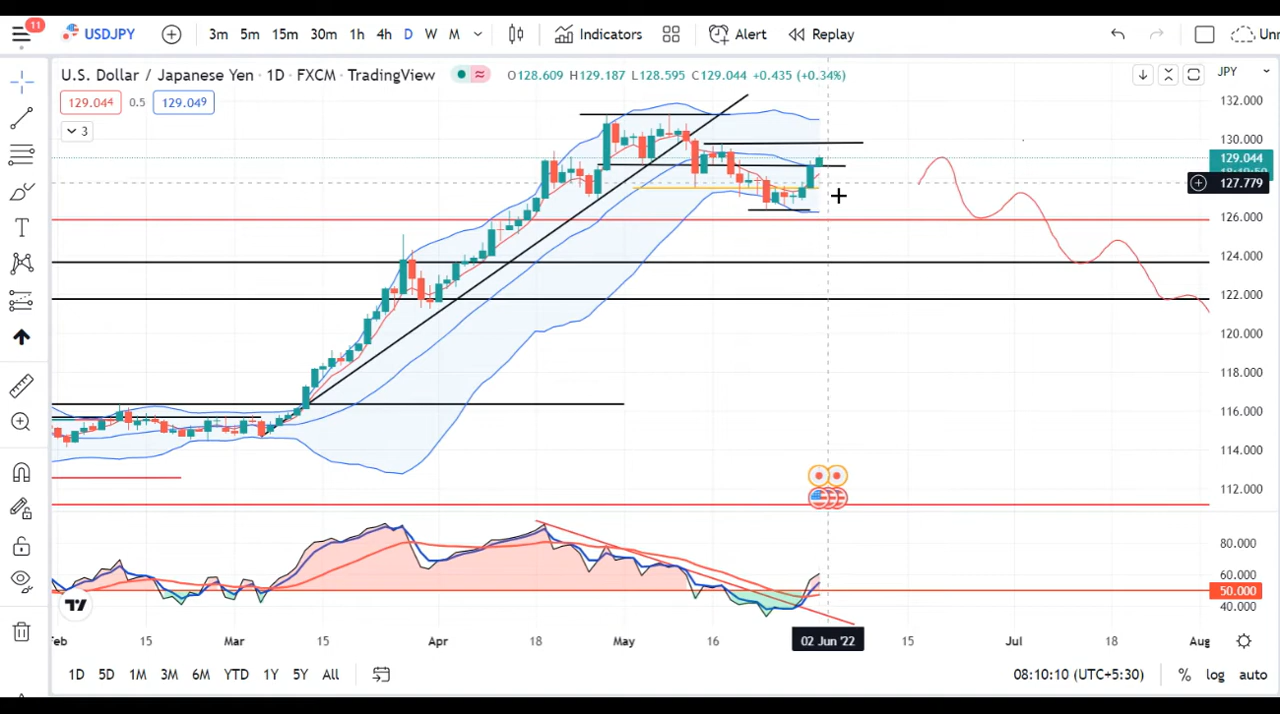 11
USDJPY
3m 5m 15m 30m 1h 4h D W M
Indicators
Alert
Replay
Unn
U.S. Dollar / Japanese Yen · 1D · FXCM · TradingView
O128.609 H129.187 L128.595 C129.044 +0.435 (+0.34%)
JPY
129.044 0.5 129.049
3
132.000
130.000
129.044
127.779
126.000
124.000
122.000
120.000
118.000
116.000
114.000
112.000
80.000
60.000
50.000
40.000
Feb 15 Mar 15 Apr 18 May 16 02 Jun '22 15 Jul 18 Aug
1D 5D 1M 3M 6M YTD 1Y 5Y All
08:10:10 (UTC+5:30)
% log auto